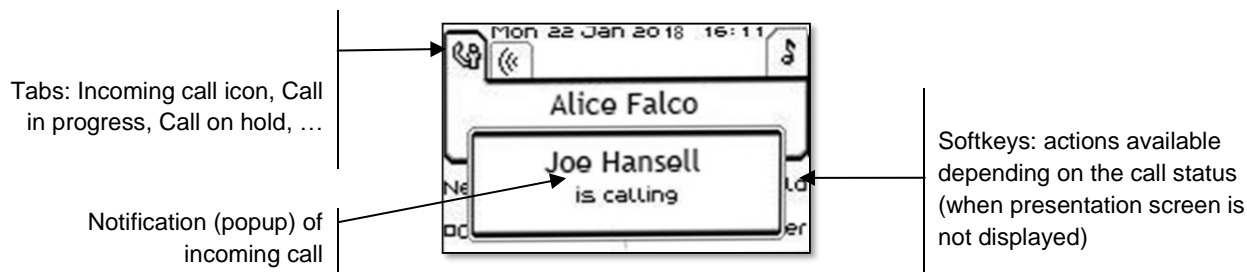 Mon 22 Jan 2018 16:11
Tabs: Incoming call icon, Call
in progress, Call on hold, …
Alice Falco
Joe Hansell
is calling
Notification (popup) of
incoming call
Softkeys: actions available
depending on the call status
(when presentation screen is
not displayed)